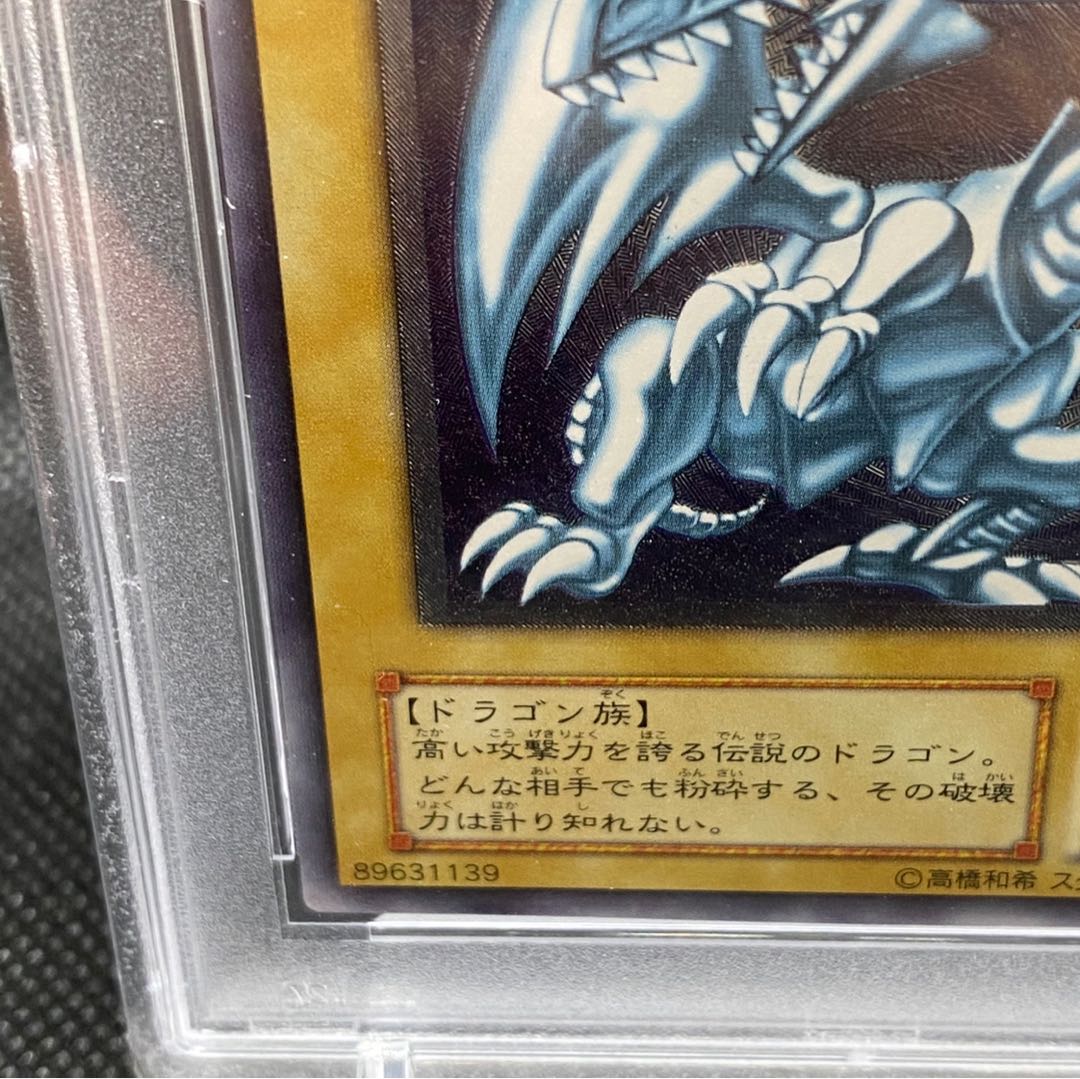 【ドラゴン族】
高い攻撃力を誇る伝説のドラゴン。
どんな相手でも粉砕する、その破壊
力は計り知れない。
89631139
©高橋和希 ス